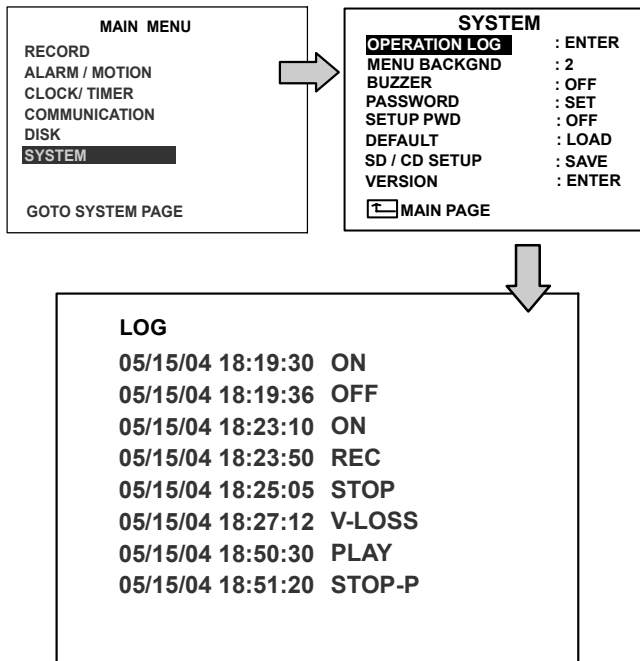 MAIN MENU
RECORD
ALARM / MOTION
CLOCK/ TIMER
COMMUNICATION
DISK
SYSTEM
GOTO SYSTEM PAGE
SYSTEM
OPERATION LOG : ENTER
MENU BACKGND : 2
BUZZER : OFF
PASSWORD : SET
SETUP PWD : OFF
DEFAULT : LOAD
SD / CD SETUP : SAVE
VERSION : ENTER
MAIN PAGE
LOG
05/15/04 18:19:30 ON
05/15/04 18:19:36 OFF
05/15/04 18:23:10 ON
05/15/04 18:23:50 REC
05/15/04 18:25:05 STOP
05/15/04 18:27:12 V-LOSS
05/15/04 18:50:30 PLAY
05/15/04 18:51:20 STOP-P